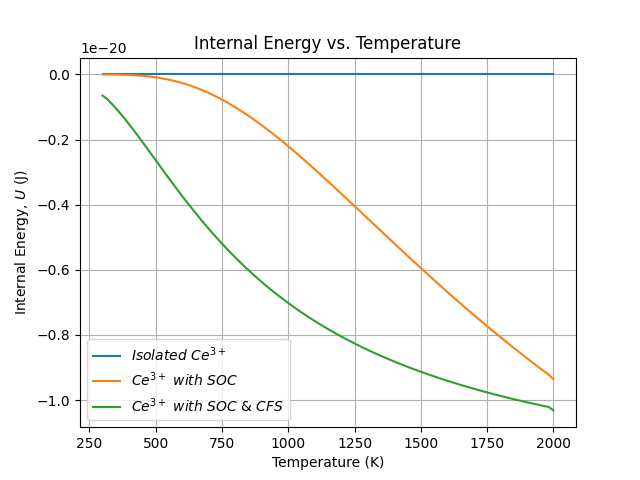 Internal Energy vs. Temperature
1e−20
0.0
−0.2
−0.4
−0.6
−0.8
−1.0
Internal Energy, U (J)
Isolated Ce³⁺
Ce³⁺ with SOC
Ce³⁺ with SOC & CFS
250 500 750 1000 1250 1500 1750 2000
Temperature (K)